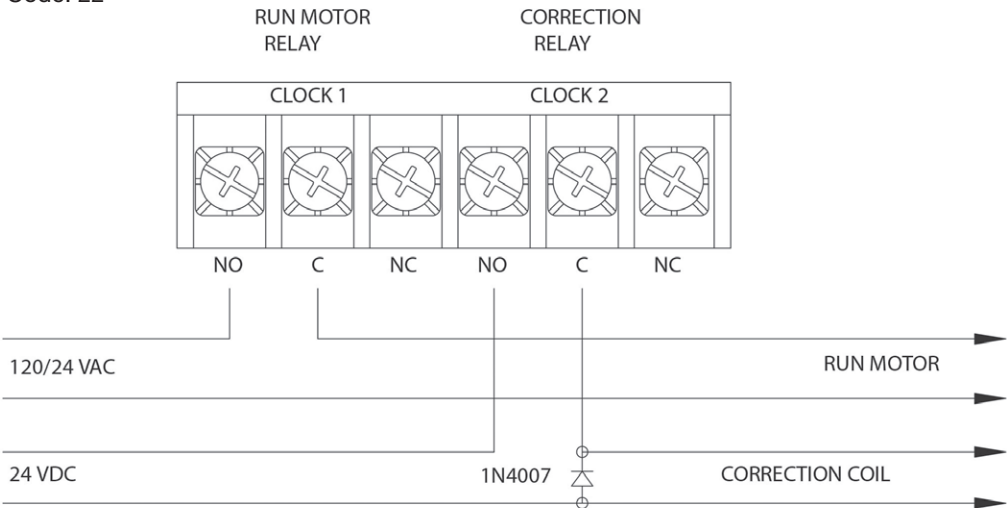 RUN MOTOR
RELAY
CORRECTION
RELAY
CLOCK 1
CLOCK 2
NO C NC NO C NC
120/24 VAC
RUN MOTOR
24 VDC
1N4007
CORRECTION COIL